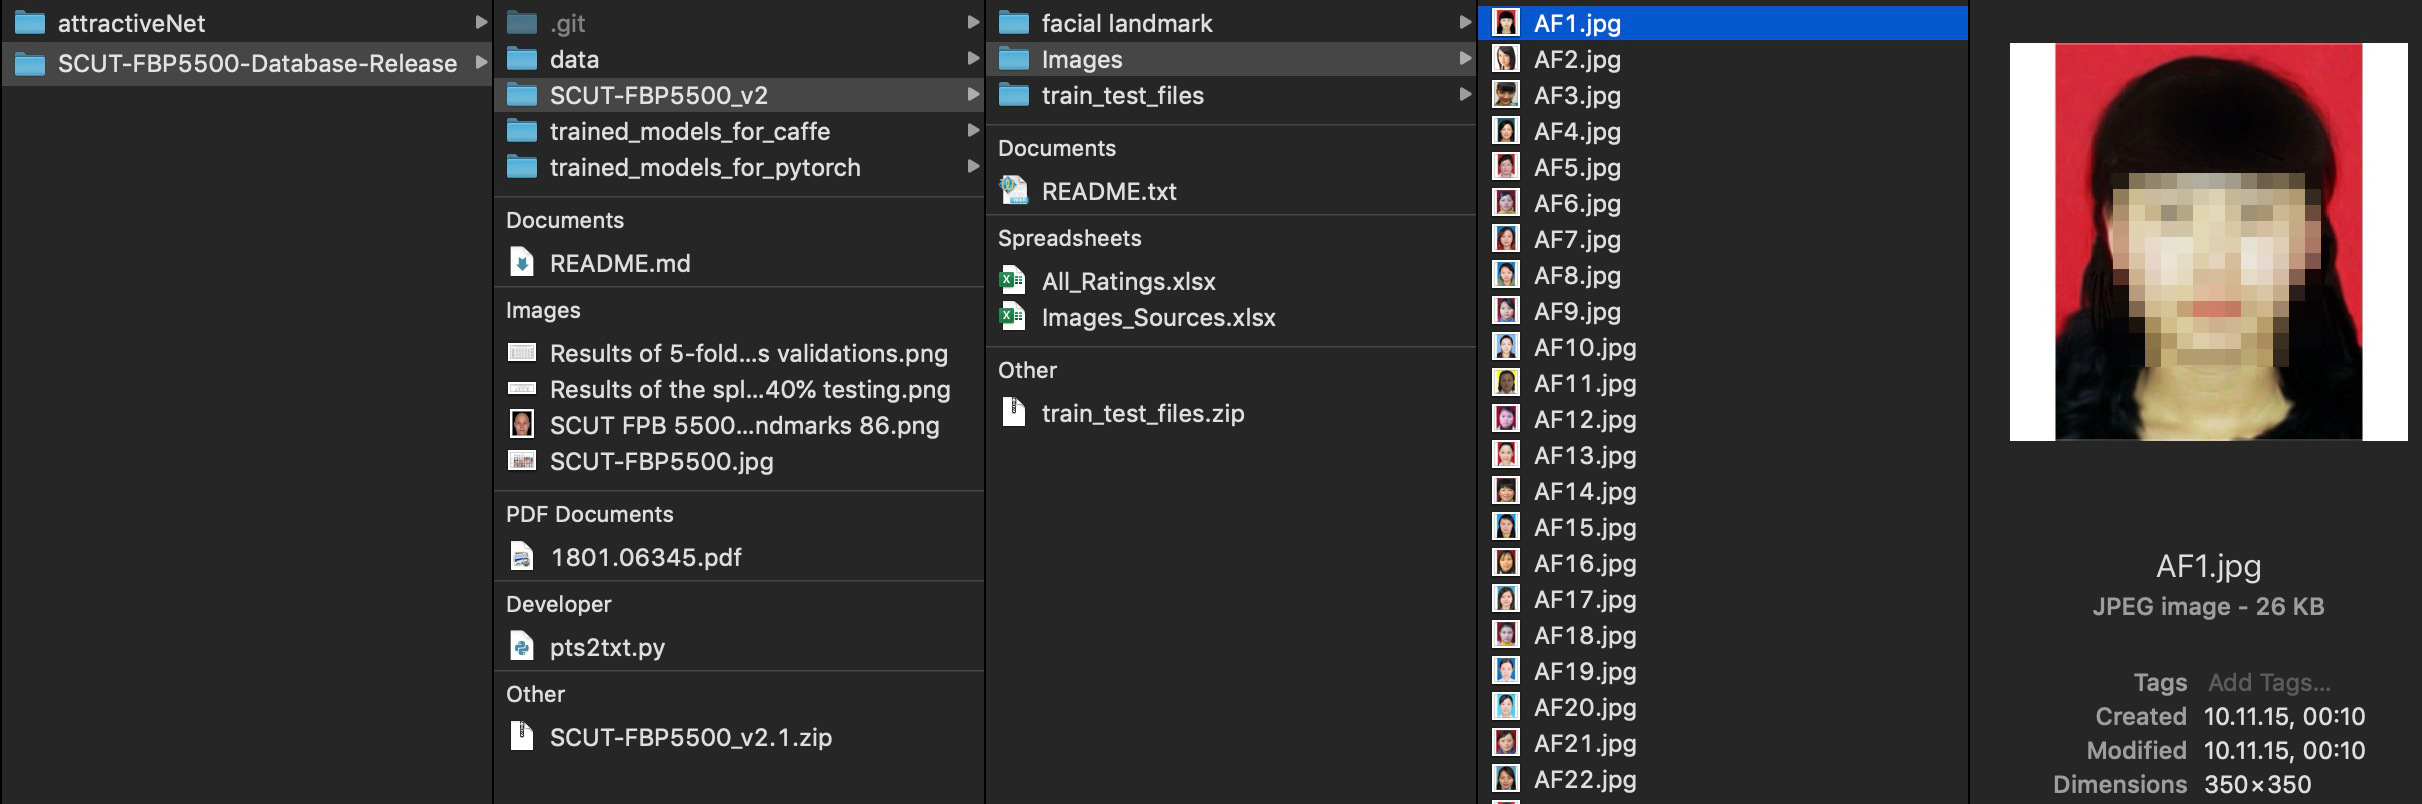 attractiveNet
SCUT-FBP5500-Database-Release
.git
data
SCUT-FBP5500_v2
trained_models_for_caffe
trained_models_for_pytorch
Documents
README.md
Images
Results of 5-fold...s validations.png
Results of the spl...40% testing.png
SCUT FPB 5500...ndmarks 86.png
SCUT-FBP5500.jpg
PDF Documents
1801.06345.pdf
Developer
pts2txt.py
Other
SCUT-FBP5500_v2.1.zip
facial landmark
Images
train_test_files
Documents
README.txt
Spreadsheets
All_Ratings.xlsx
Images_Sources.xlsx
Other
train_test_files.zip
AF1.jpg
AF2.jpg
AF3.jpg
AF4.jpg
AF5.jpg
AF6.jpg
AF7.jpg
AF8.jpg
AF9.jpg
AF10.jpg
AF11.jpg
AF12.jpg
AF13.jpg
AF14.jpg
AF15.jpg
AF16.jpg
AF17.jpg
AF18.jpg
AF19.jpg
AF20.jpg
AF21.jpg
AF22.jpg
AF1.jpg
JPEG image - 26 KB
Tags Add Tags...
Created 10.11.15, 00:10
Modified 10.11.15, 00:10
Dimensions 350×350